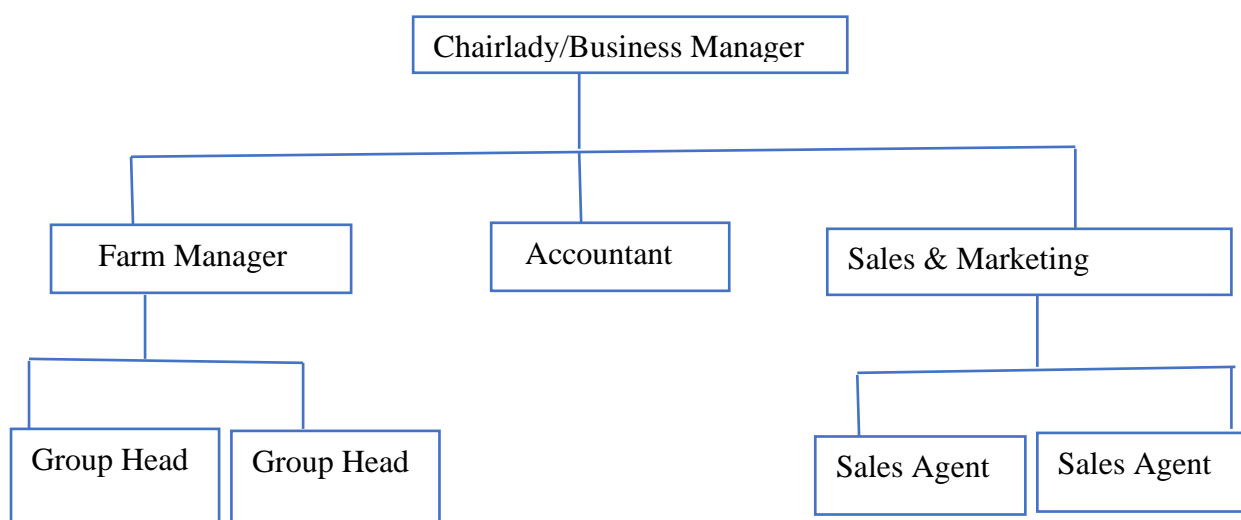 Chairlady/Business Manager
Farm Manager
Accountant
Sales & Marketing
Group Head
Group Head
Sales Agent
Sales Agent